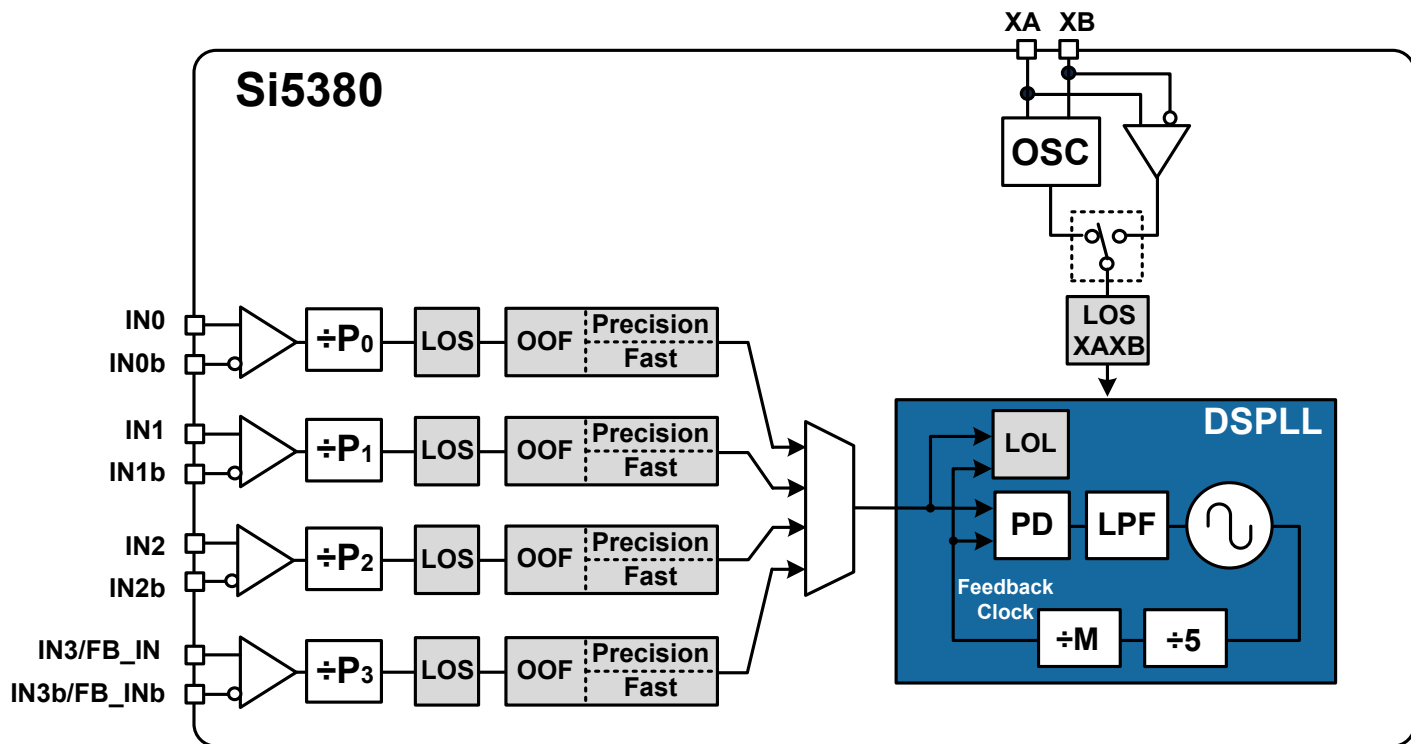 XA XB
Si5380
OSC
LOS
XAXB
IN0
IN0b
÷P0
LOS
OOF
Precision
Fast
IN1
IN1b
÷P1
LOS
OOF
Precision
Fast
IN2
IN2b
÷P2
LOS
OOF
Precision
Fast
IN3/FB_IN
IN3b/FB_INb
÷P3
LOS
OOF
Precision
Fast
DSPLL
LOL
PD
LPF
Feedback
Clock
÷M
÷5